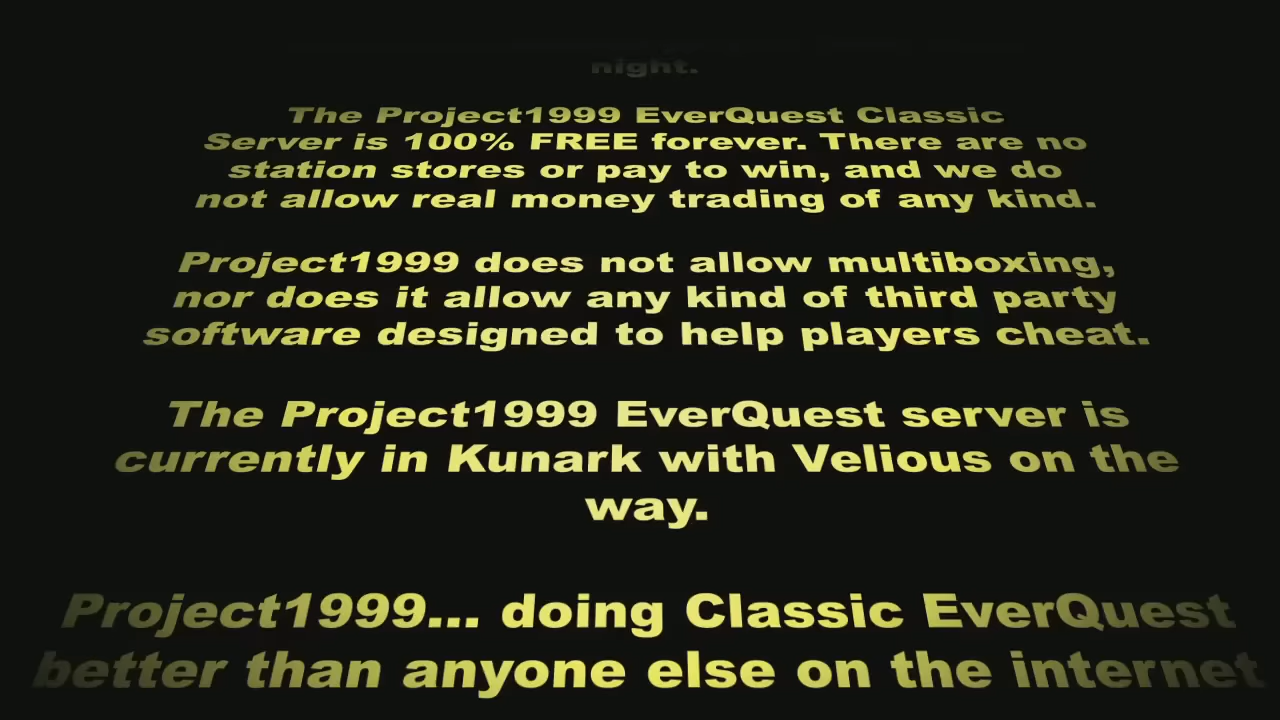 night.
The Project1999 EverQuest Classic
Server is 100% FREE forever. There are no
station stores or pay to win, and we do
not allow real money trading of any kind.
Project1999 does not allow multiboxing,
nor does it allow any kind of third party
software designed to help players cheat.
The Project1999 EverQuest server is
currently in Kunark with Velious on the
way.
Project1999... doing Classic EverQuest
better than anyone else on the internet